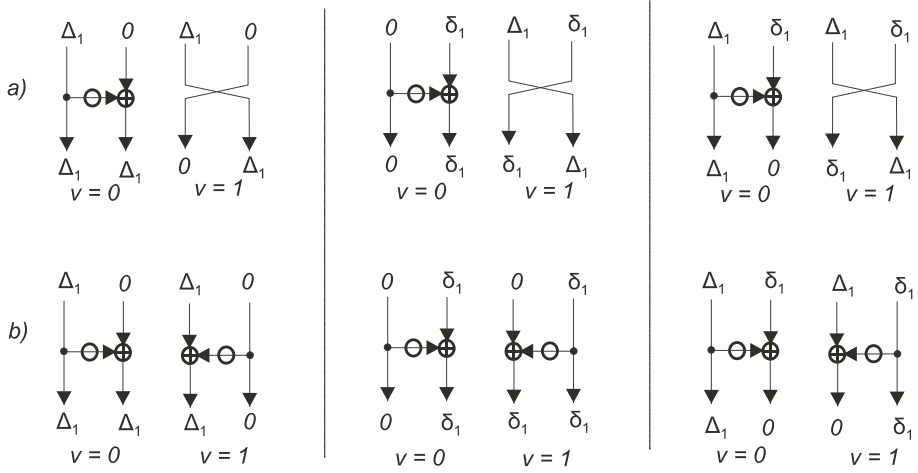 Δ₁ 0 Δ₁ 0 0 δ₁ Δ₁ δ₁ Δ₁ δ₁ Δ₁ δ₁
a)
Δ₁ Δ₁ 0 Δ₁ 0 δ₁ δ₁ Δ₁ Δ₁ 0 δ₁ Δ₁
v = 0 v = 1 v = 0 v = 1 v = 0 v = 1
Δ₁ 0 Δ₁ 0 0 δ₁ 0 δ₁ Δ₁ δ₁ Δ₁ δ₁
b)
Δ₁ Δ₁ Δ₁ 0 0 δ₁ δ₁ δ₁ Δ₁ 0 0 δ₁
v = 0 v = 1 v = 0 v = 1 v = 0 v = 1